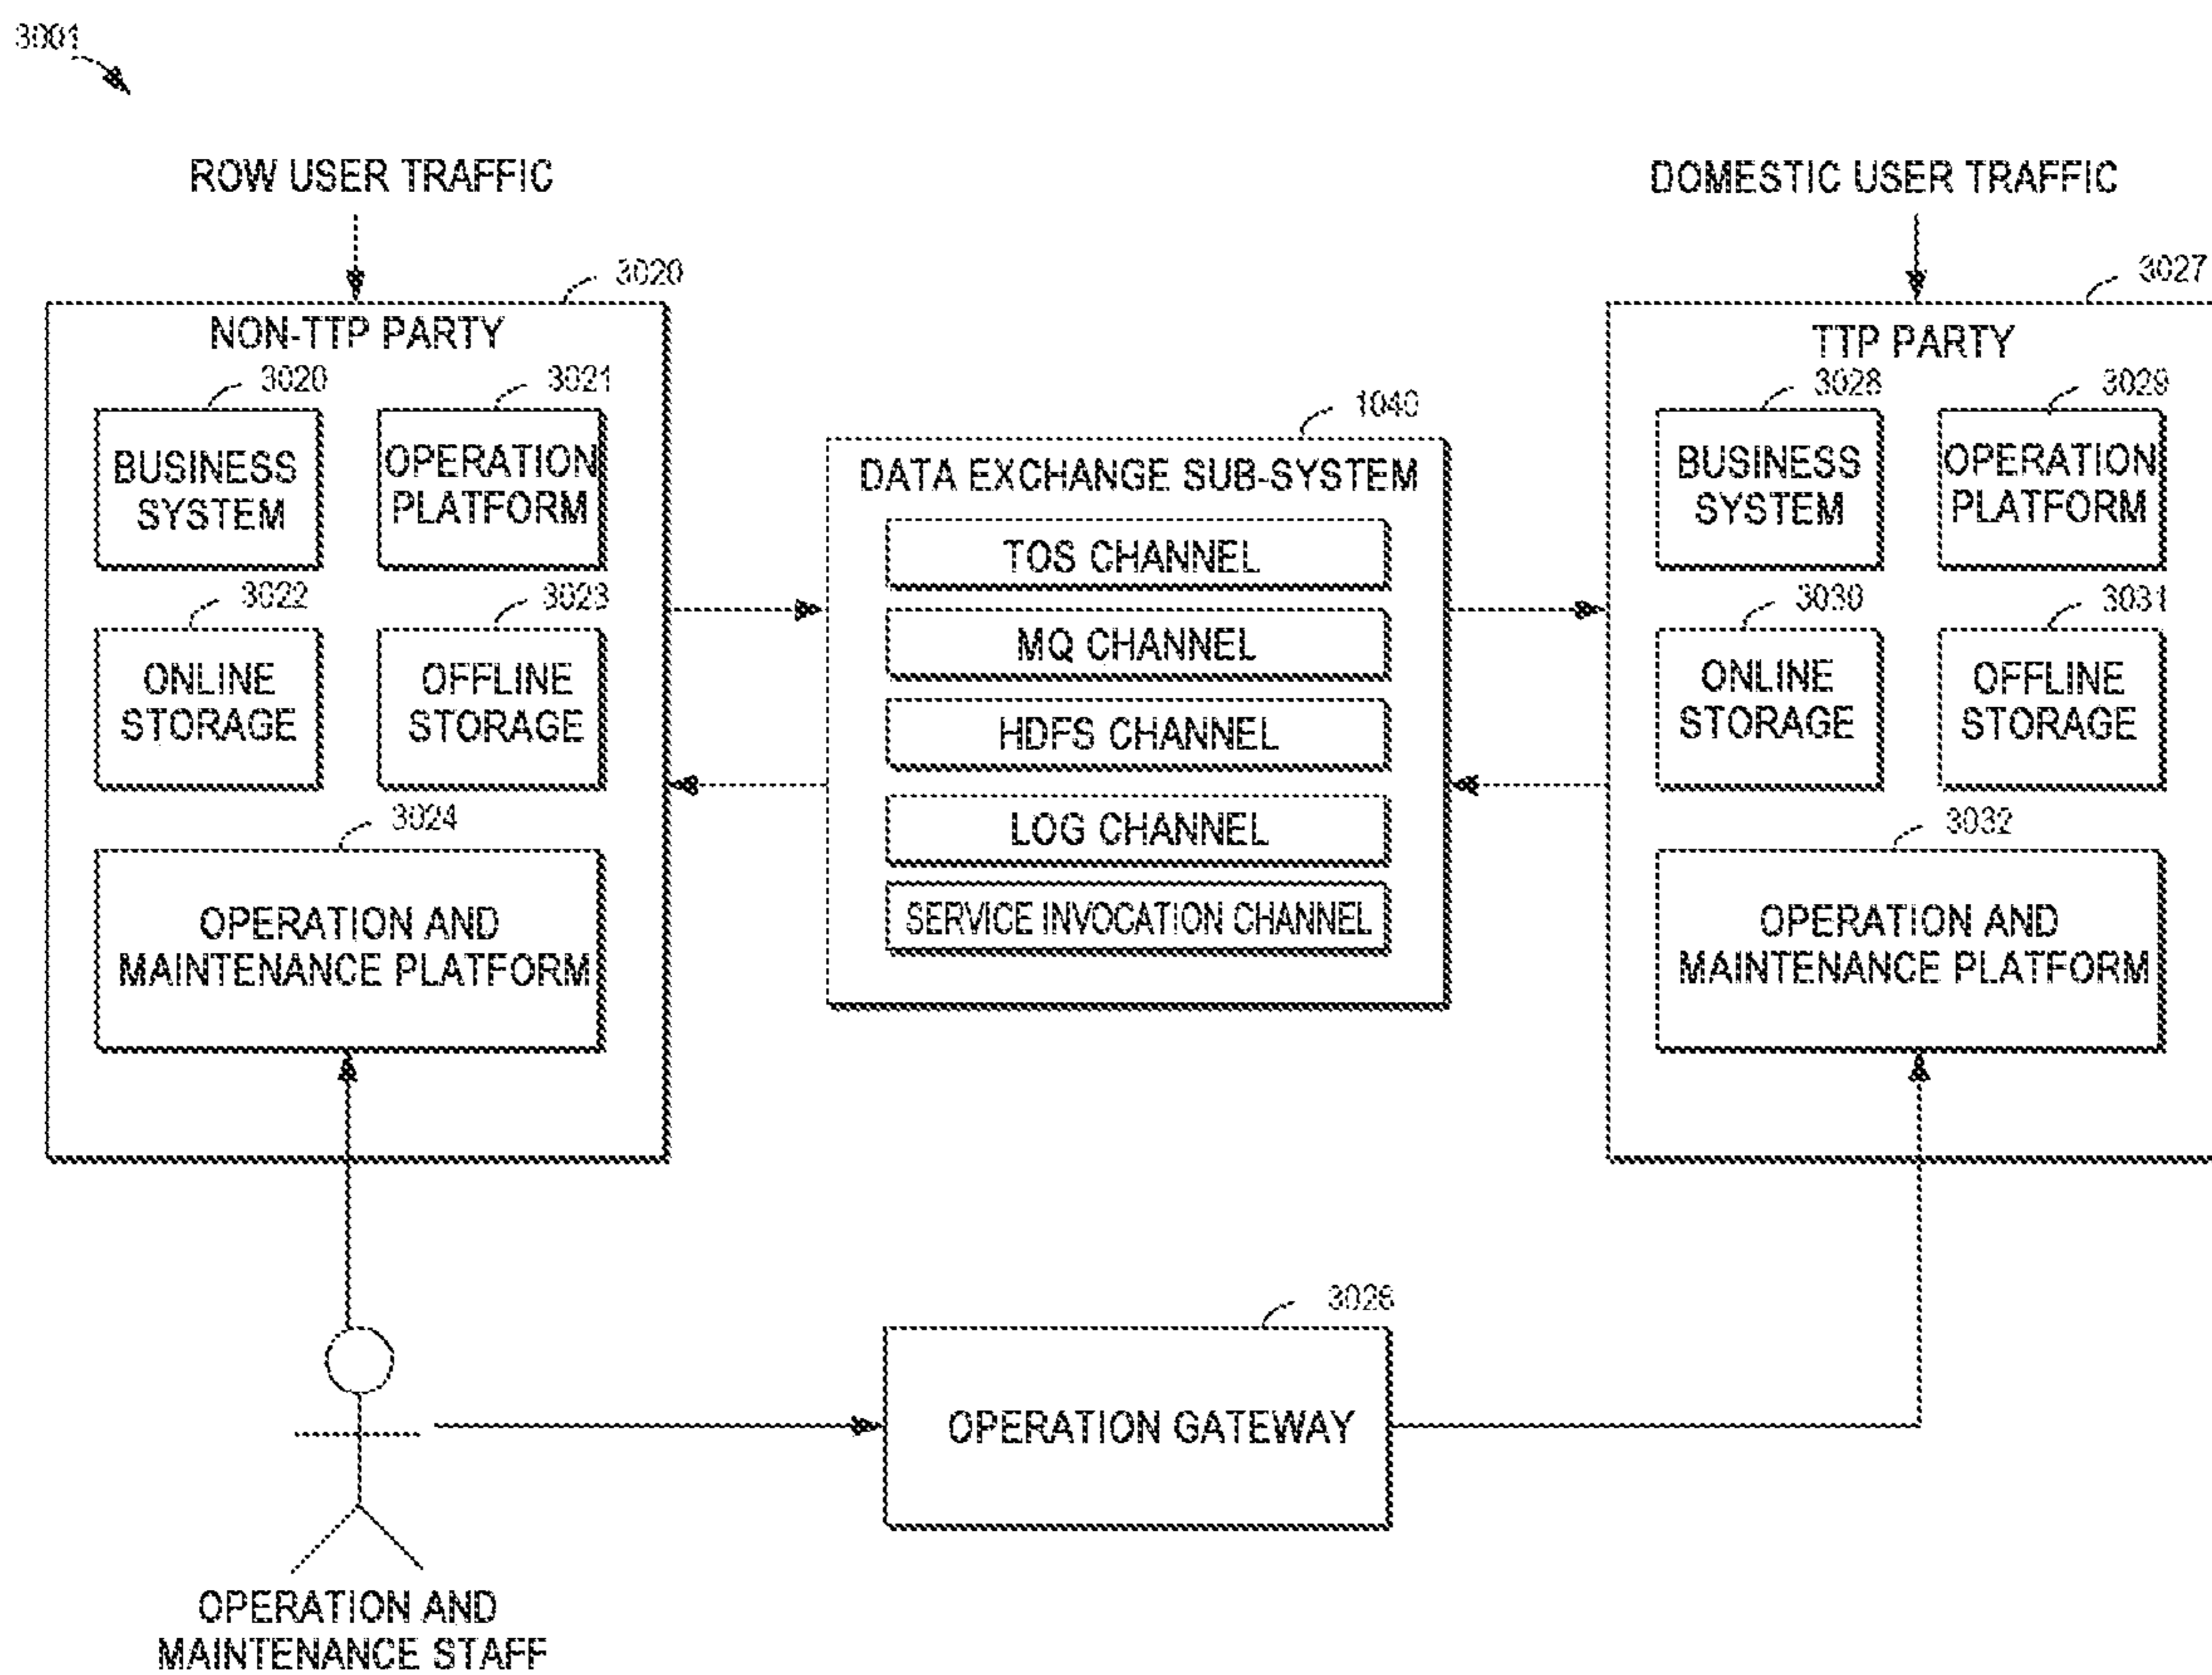 3001
ROW USER TRAFFIC
DOMESTIC USER TRAFFIC
3020
3027
NON-TTP PARTY
TTP PARTY
3020
3021
BUSINESS
SYSTEM
OPERATION
PLATFORM
3022
3023
ONLINE
STORAGE
OFFLINE
STORAGE
3024
OPERATION AND
MAINTENANCE PLATFORM
1040
DATA EXCHANGE SUB-SYSTEM
TOS CHANNEL
MQ CHANNEL
HDFS CHANNEL
LOG CHANNEL
SERVICE INVOCATION CHANNEL
3028
3029
BUSINESS
SYSTEM
OPERATION
PLATFORM
3030
3031
ONLINE
STORAGE
OFFLINE
STORAGE
3032
OPERATION AND
MAINTENANCE PLATFORM
3026
OPERATION GATEWAY
OPERATION AND
MAINTENANCE STAFF